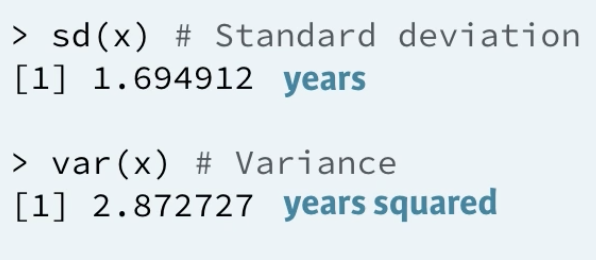 > sd(x) # Standard deviation
[1] 1.694912 years
> var(x) # Variance
[1] 2.872727 years squared